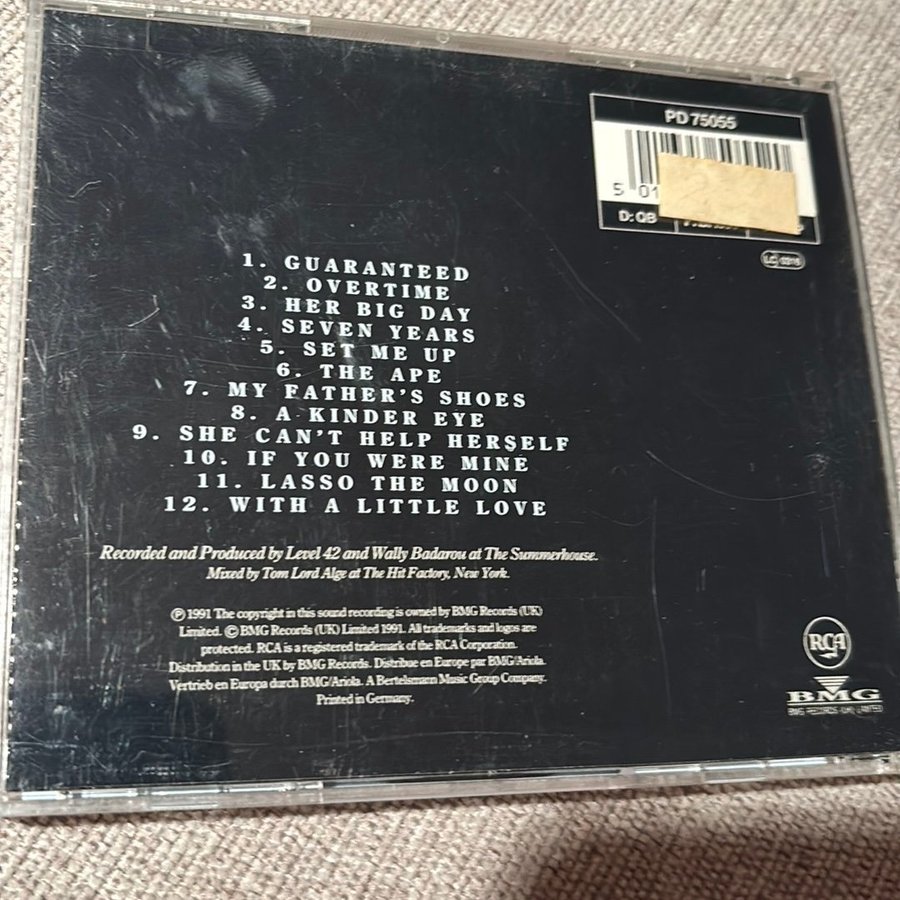 PD 75055
5 01
D: QB
LC 0316
1. GUARANTEED
2. OVERTIME
3. HER BIG DAY
4. SEVEN YEARS
5. SET ME UP
6. THE APE
7. MY FATHER'S SHOES
8. A KINDER EYE
9. SHE CAN'T HELP HERSELF
10. IF YOU WERE MINE
11. LASSO THE MOON
12. WITH A LITTLE LOVE
Recorded and Produced by Level 42 and Wally Badarou at The Summerhouse.
Mixed by Tom Lord Alge at The Hit Factory, New York.
℗ 1991 The copyright in this sound recording is owned by BMG Records (UK)
Limited. © BMG Records (UK) Limited 1991. All trademarks and logos are
protected. RCA is a registered trademark of the RCA Corporation.
Distribution in the UK by BMG Records. Distribue en Europe par BMG/Ariola.
Vertrieb en Europa durch BMG/Ariola. A Bertelsmann Music Group Company.
Printed in Germany.
RCA
BMG
BMG RECORDS (UK) LIMITED